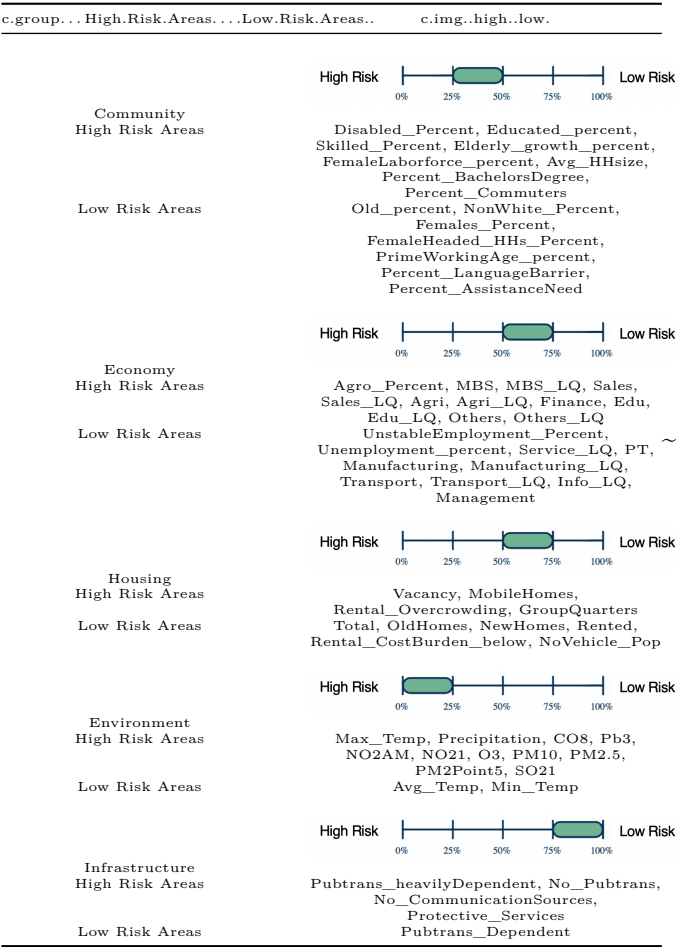 c.group... High.Risk.Areas....Low.Risk.Areas.. c.img..high..low.
High Risk Low Risk
0% 25% 50% 75% 100%
Community
High Risk Areas Disabled_Percent, Educated_percent,
Skilled_Percent, Elderly_growth_percent,
FemaleLaborforce_percent, Avg_HHsize,
Percent_BachelorsDegree,
Percent_Commuters
Low Risk Areas Old_percent, NonWhite_Percent,
Females_Percent,
FemaleHeaded_HHs_Percent,
PrimeWorkingAge_percent,
Percent_LanguageBarrier,
Percent_AssistanceNeed
High Risk Low Risk
0% 25% 50% 75% 100%
Economy
High Risk Areas Agro_Percent, MBS, MBS_LQ, Sales,
Sales_LQ, Agri, Agri_LQ, Finance, Edu,
Edu_LQ, Others, Others_LQ
Low Risk Areas UnstableEmployment_Percent,
Unemployment_percent, Service_LQ, PT, ~
Manufacturing, Manufacturing_LQ,
Transport, Transport_LQ, Info_LQ,
Management
High Risk Low Risk
0% 25% 50% 75% 100%
Housing
High Risk Areas Vacancy, MobileHomes,
Rental_Overcrowding, GroupQuarters
Low Risk Areas Total, OldHomes, NewHomes, Rented,
Rental_CostBurden_below, NoVehicle_Pop
High Risk Low Risk
0% 25% 50% 75% 100%
Environment
High Risk Areas Max_Temp, Precipitation, CO8, Pb3,
NO2AM, NO21, O3, PM10, PM2.5,
PM2Point5, SO21
Low Risk Areas Avg_Temp, Min_Temp
High Risk Low Risk
0% 25% 50% 75% 100%
Infrastructure
High Risk Areas Pubtrans_heavilyDependent, No_Pubtrans,
No_CommunicationSources,
Protective_Services
Low Risk Areas Pubtrans_Dependent